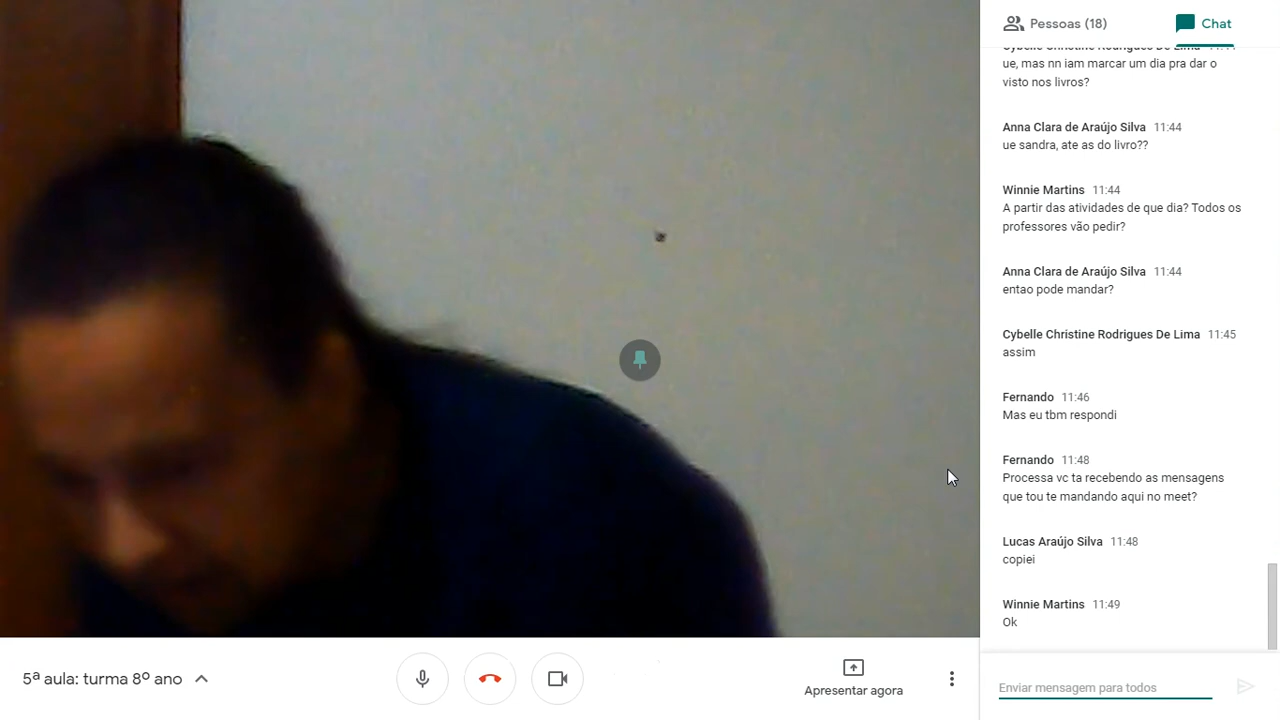 Pessoas (18)
Chat
Cybelle Christine Rodrigues De Lima
ue, mas nn iam marcar um dia pra dar o
visto nos livros?
Anna Clara de Araújo Silva 11:44
ue sandra, ate as do livro??
Winnie Martins 11:44
A partir das atividades de que dia? Todos os
professores vão pedir?
Anna Clara de Araújo Silva 11:44
entao pode mandar?
Cybelle Christine Rodrigues De Lima 11:45
assim
Fernando 11:46
Mas eu tbm respondi
Fernando 11:48
Processa vc ta recebendo as mensagens
que tou te mandando aqui no meet?
Lucas Araújo Silva 11:48
copiei
Winnie Martins 11:49
Ok
5ª aula: turma 8º ano
Apresentar agora
Enviar mensagem para todos